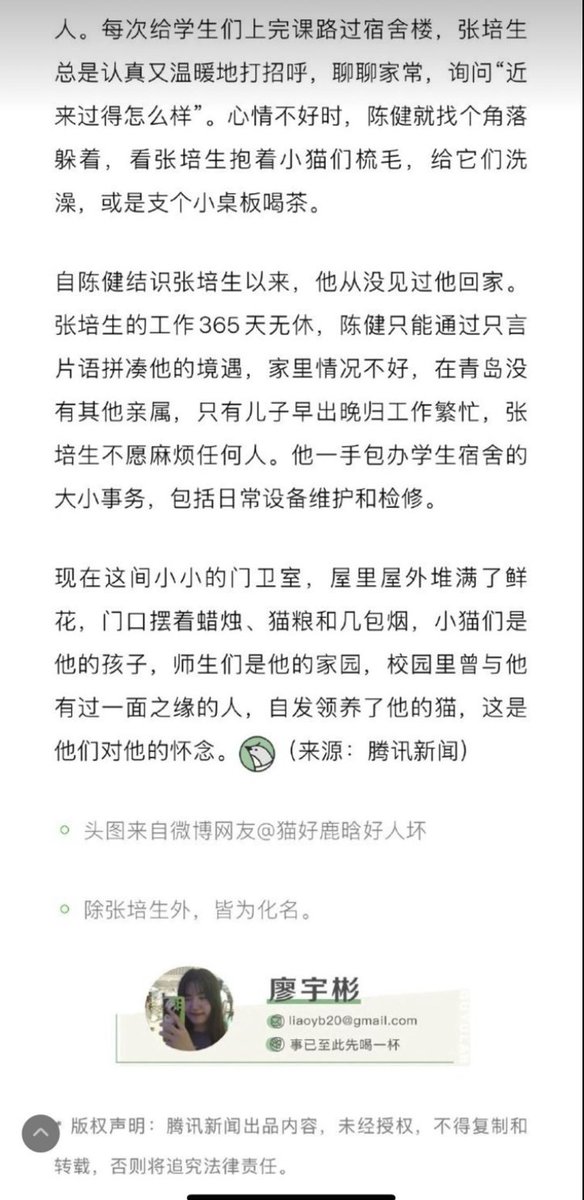 人。每次给学生们上完课路过宿舍楼，张培生
总是认真又温暖地打招呼，聊聊家常，询问“近
来过得怎么样”。心情不好时，陈健就找个角落
躲着，看张培生抱着小猫们梳毛，给它们洗
澡，或是支个小桌板喝茶。
自陈健结识张培生以来，他从没见过他回家。
张培生的工作365天无休，陈健只能通过只言
片语拼凑他的境遇，家里情况不好，在青岛没
有其他亲属，只有儿子早出晚归工作繁忙，张
培生不愿麻烦任何人。他一手包办学生宿舍的
大小事务，包括日常设备维护和检修。
现在这间小小的门卫室，屋里屋外堆满了鲜
花，门口摆着蜡烛、猫粮和几包烟，小猫们是
他的孩子，师生们是他的家园，校园里曾与他
有过一面之缘的人，自发领养了他的猫，这是
他们对他的怀念。（来源：腾讯新闻）
头图来自微博网友@猫好鹿晗好人坏
除张培生外，皆为化名。
廖宇彬
liaoyb20@gmail.com
事已至此先喝一杯
* 版权声明：腾讯新闻出品内容，未经授权，不得复制和
转载，否则将追究法律责任。